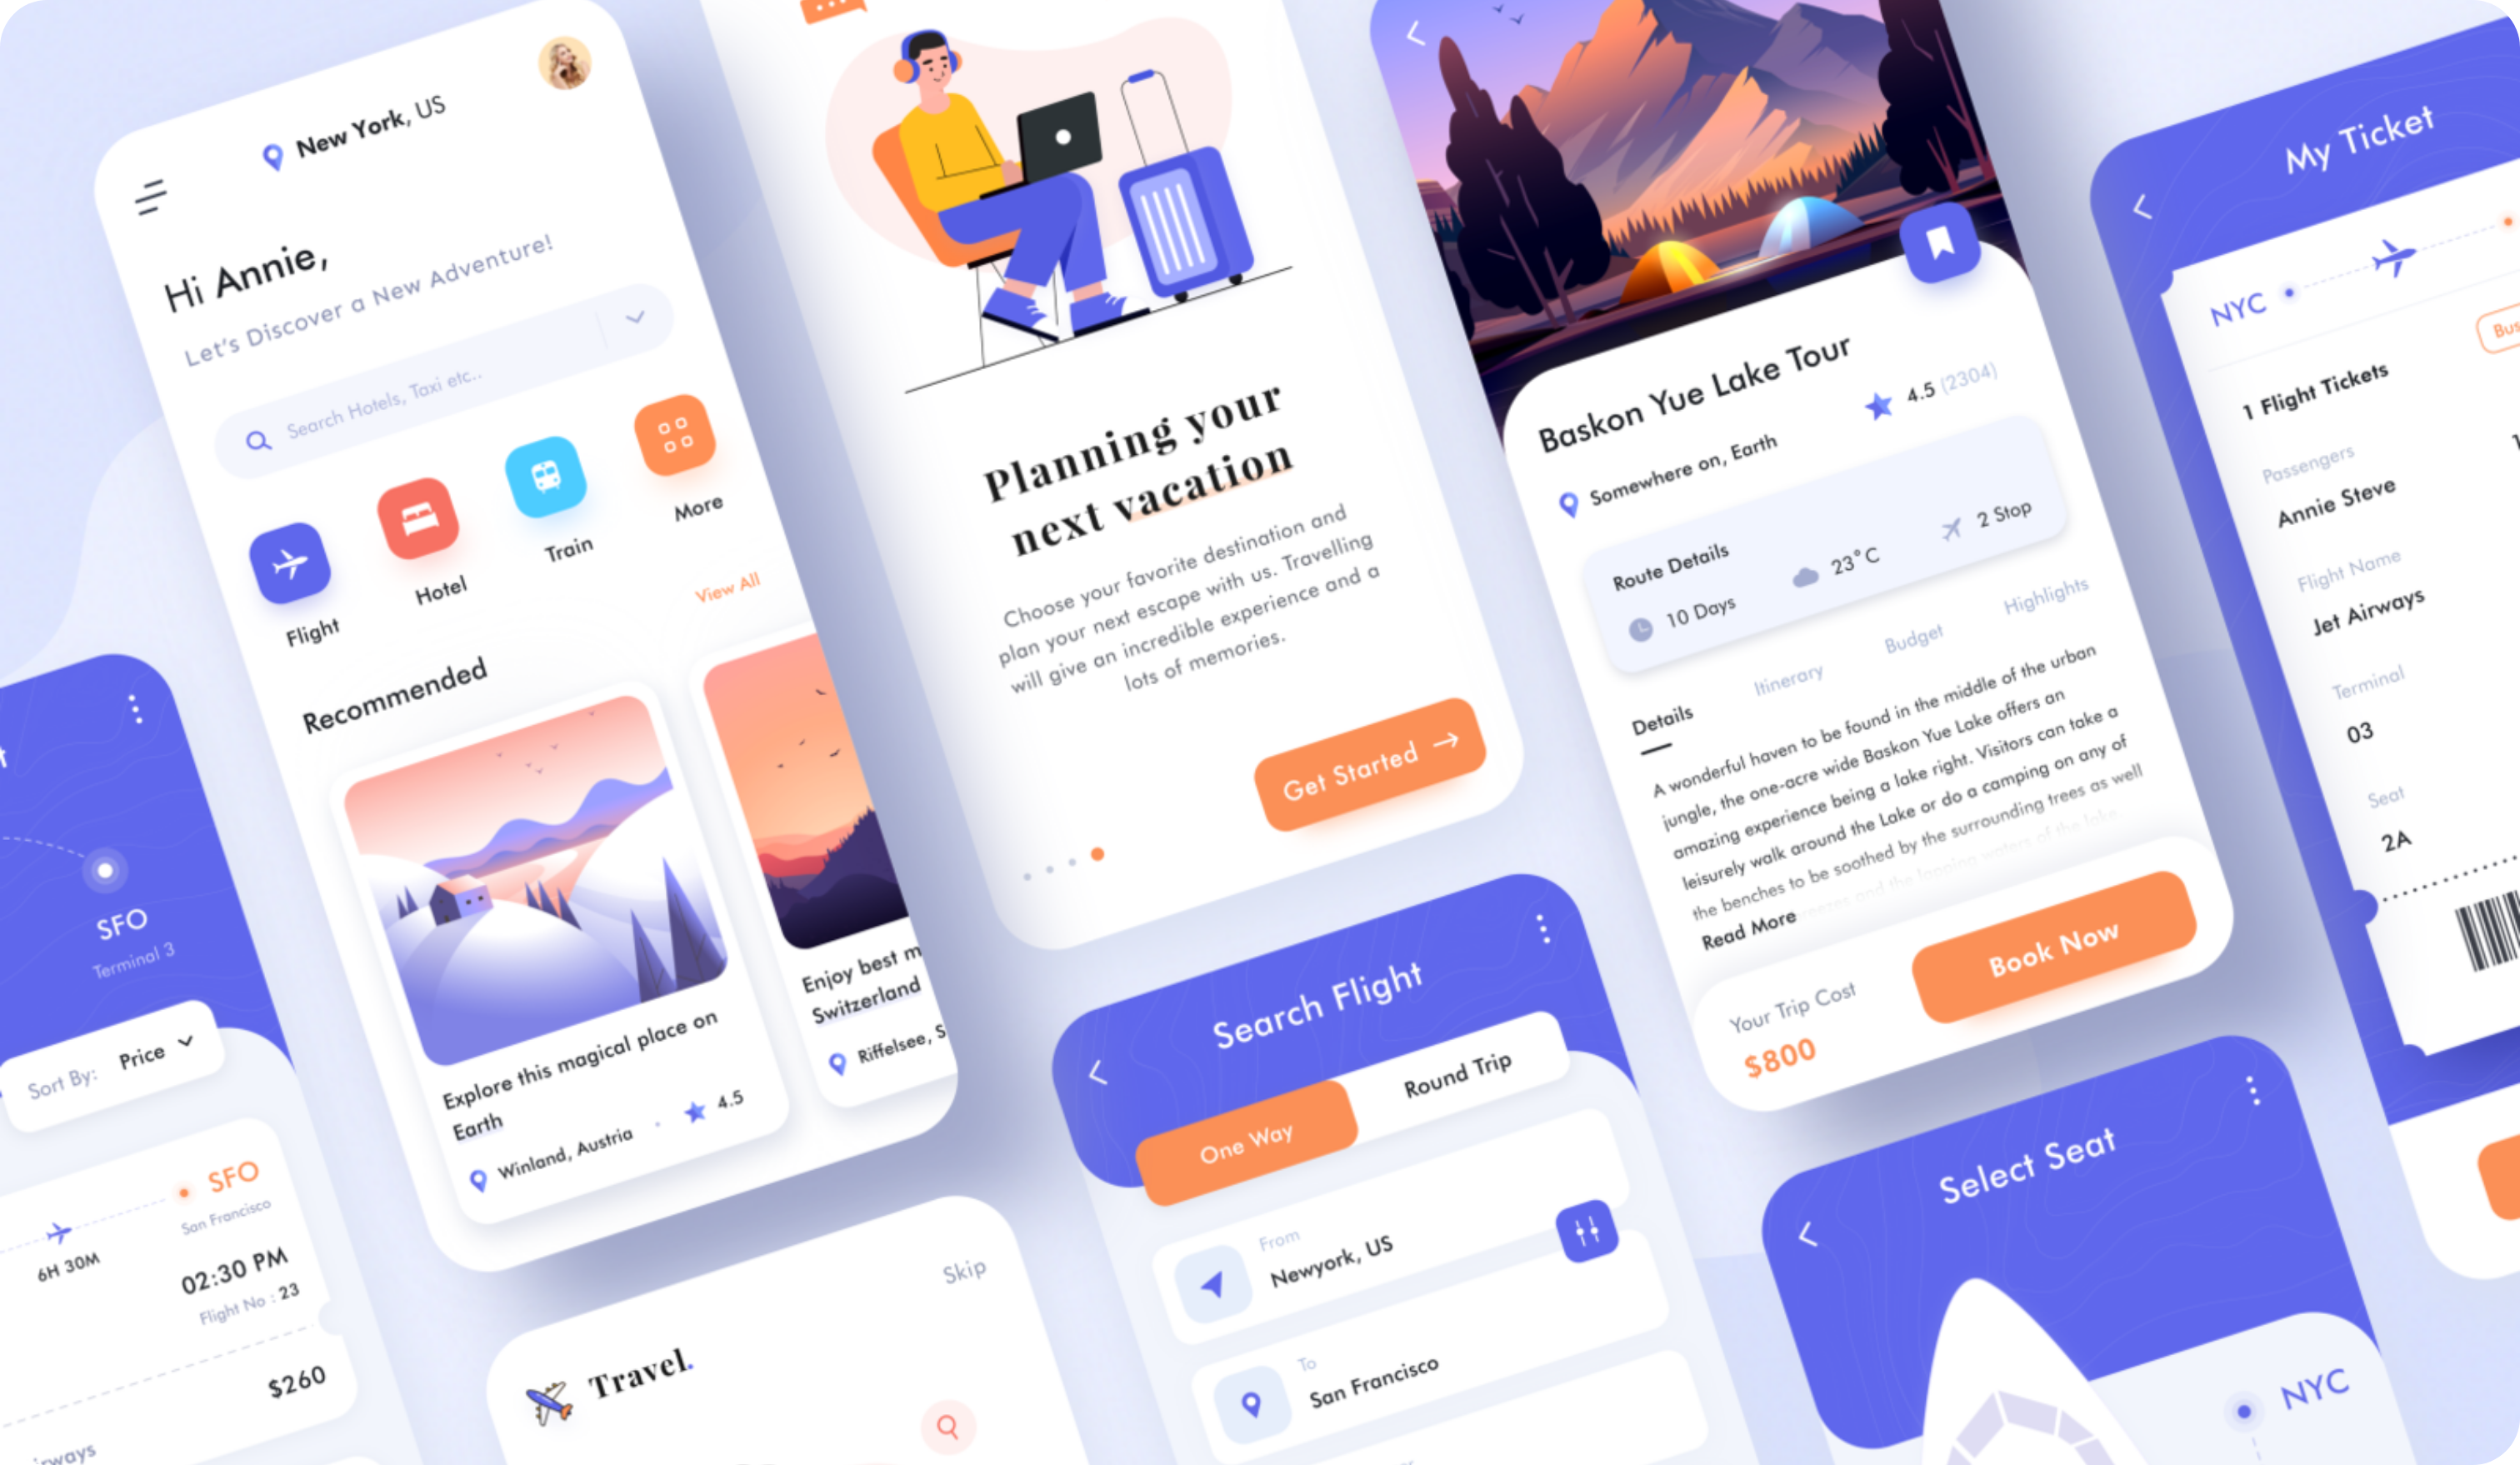 New York, US
Hi Annie,
Let's Discover a New Adventure!
Search Hotels, Taxi etc..
Flight
Hotel
Train
More
Recommended
View All
Explore this magical place on
Earth
Winland, Austria
4.5
Enjoy best m
Switzerland
Riffelsee, S
SFO
Terminal 3
Sort By: Price
SFO
San Francisco
6H 30M
02:30 PM
Flight No : 23
$260
irways
Planning your
next vacation
Choose your favorite destination and
plan your next escape with us. Travelling
will give an incredible experience and a
lots of memories.
Get Started
Skip
Travel.
Search Flight
One Way
Round Trip
From
Newyork, US
To
San Francisco
Baskon Yue Lake Tour
Somewhere on, Earth
4.5 (2304)
Route Details
10 Days
23°C
2 Stop
Details
Itinerary
Budget
Highlights
A wonderful haven to be found in the middle of the urban
jungle, the one-acre wide Baskon Yue Lake offers an
amazing experience being a lake right. Visitors can take a
leisurely walk around the Lake or do a camping on any of
the benches to be soothed by the surrounding trees as well
and the lapping waters of the lake
Read More
Your Trip Cost
$800
Book Now
Select Seat
NYC
My Ticket
NYC
1 Flight Tickets
Bus
Passengers
Annie Steve
Flight Name
Jet Airways
Terminal
03
Seat
2A